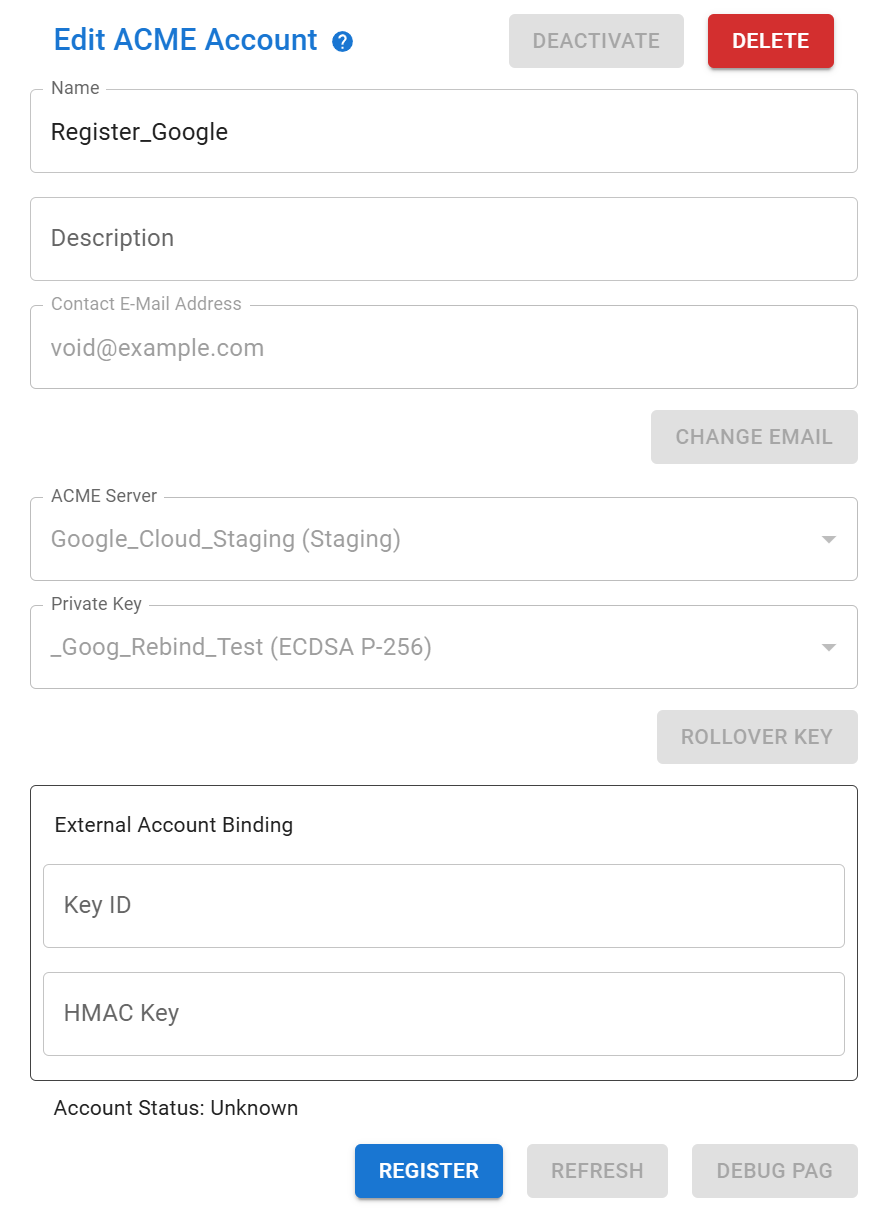 Edit ACME Account ?
DEACTIVATE
DELETE
Name
Register_Google
Description
Contact E-Mail Address
void@example.com
CHANGE EMAIL
ACME Server
Google_Cloud_Staging (Staging)
Private Key
_Goog_Rebind_Test (ECDSA P-256)
ROLLOVER KEY
External Account Binding
Key ID
HMAC Key
Account Status: Unknown
REGISTER
REFRESH
DEBUG PAG